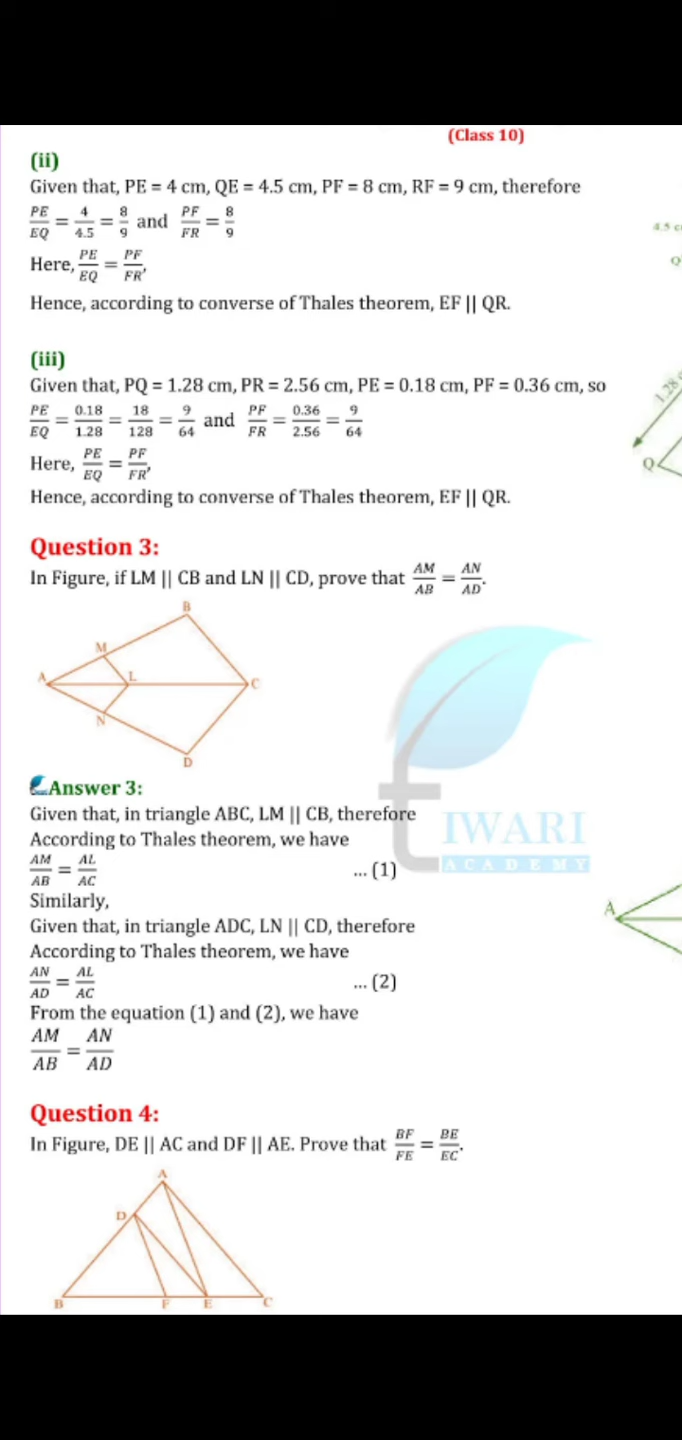 (Class 10)
(ii)
Given that, PE = 4 cm, QE = 4.5 cm, PF = 8 cm, RF = 9 cm, therefore
PE/EQ = 4/4.5 = 8/9 and PF/FR = 8/9
4.5 c
Here, PE/EQ = PF/FR,
Q
Hence, according to converse of Thales theorem, EF || QR.
(iii)
Given that, PQ = 1.28 cm, PR = 2.56 cm, PE = 0.18 cm, PF = 0.36 cm, so
1.28 c
PE/EQ = 0.18/1.28 = 18/128 = 9/64 and PF/FR = 0.36/2.56 = 9/64
Here, PE/EQ = PF/FR,
Q
Hence, according to converse of Thales theorem, EF || QR.
Question 3:
In Figure, if LM || CB and LN || CD, prove that AM/AB = AN/AD.
B
M
A
L
C
N
D
Answer 3:
Given that, in triangle ABC, LM || CB, therefore
According to Thales theorem, we have
AM/AB = AL/AC ... (1)
Similarly,
Given that, in triangle ADC, LN || CD, therefore
According to Thales theorem, we have
AN/AD = AL/AC ... (2)
From the equation (1) and (2), we have
AM/AB = AN/AD
TIWARI
ACADEMY
A
Question 4:
In Figure, DE || AC and DF || AE. Prove that BF/FE = BE/EC.
A
D
B F E C